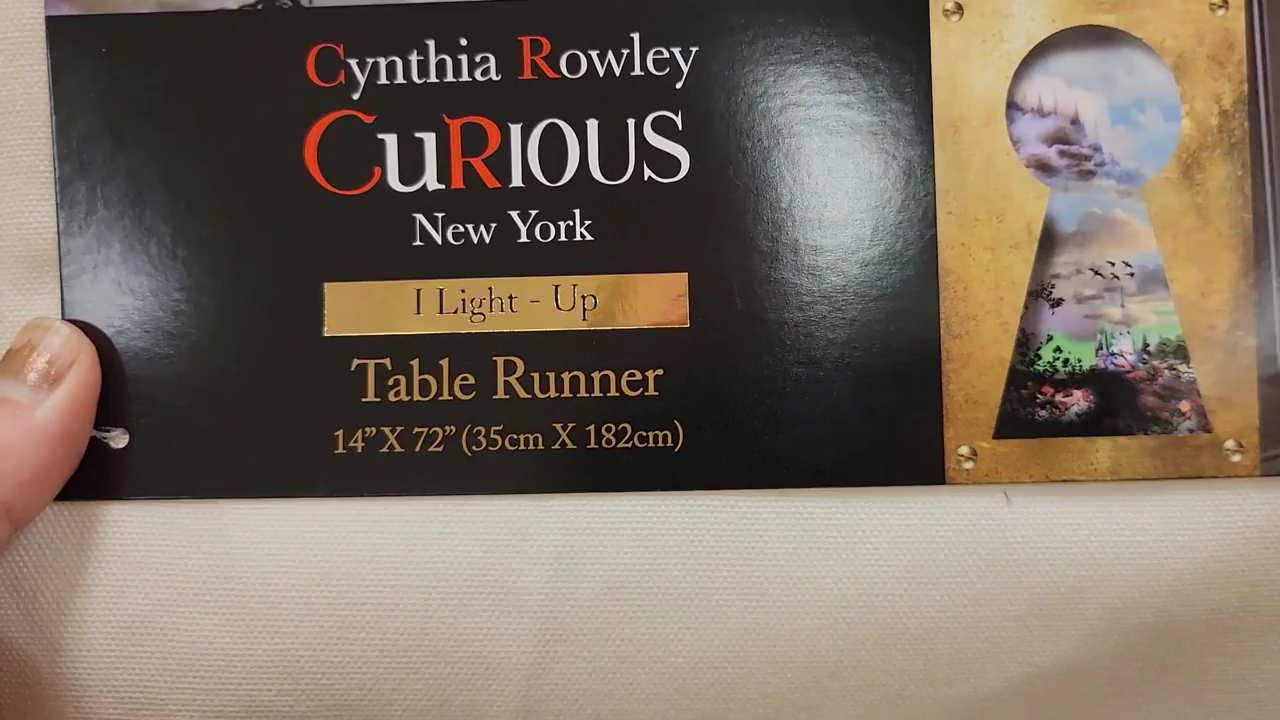 Cynthia Rowley
CuRIOUS
New York
I Light - Up
Table Runner
14” X 72” (35cm X 182cm)